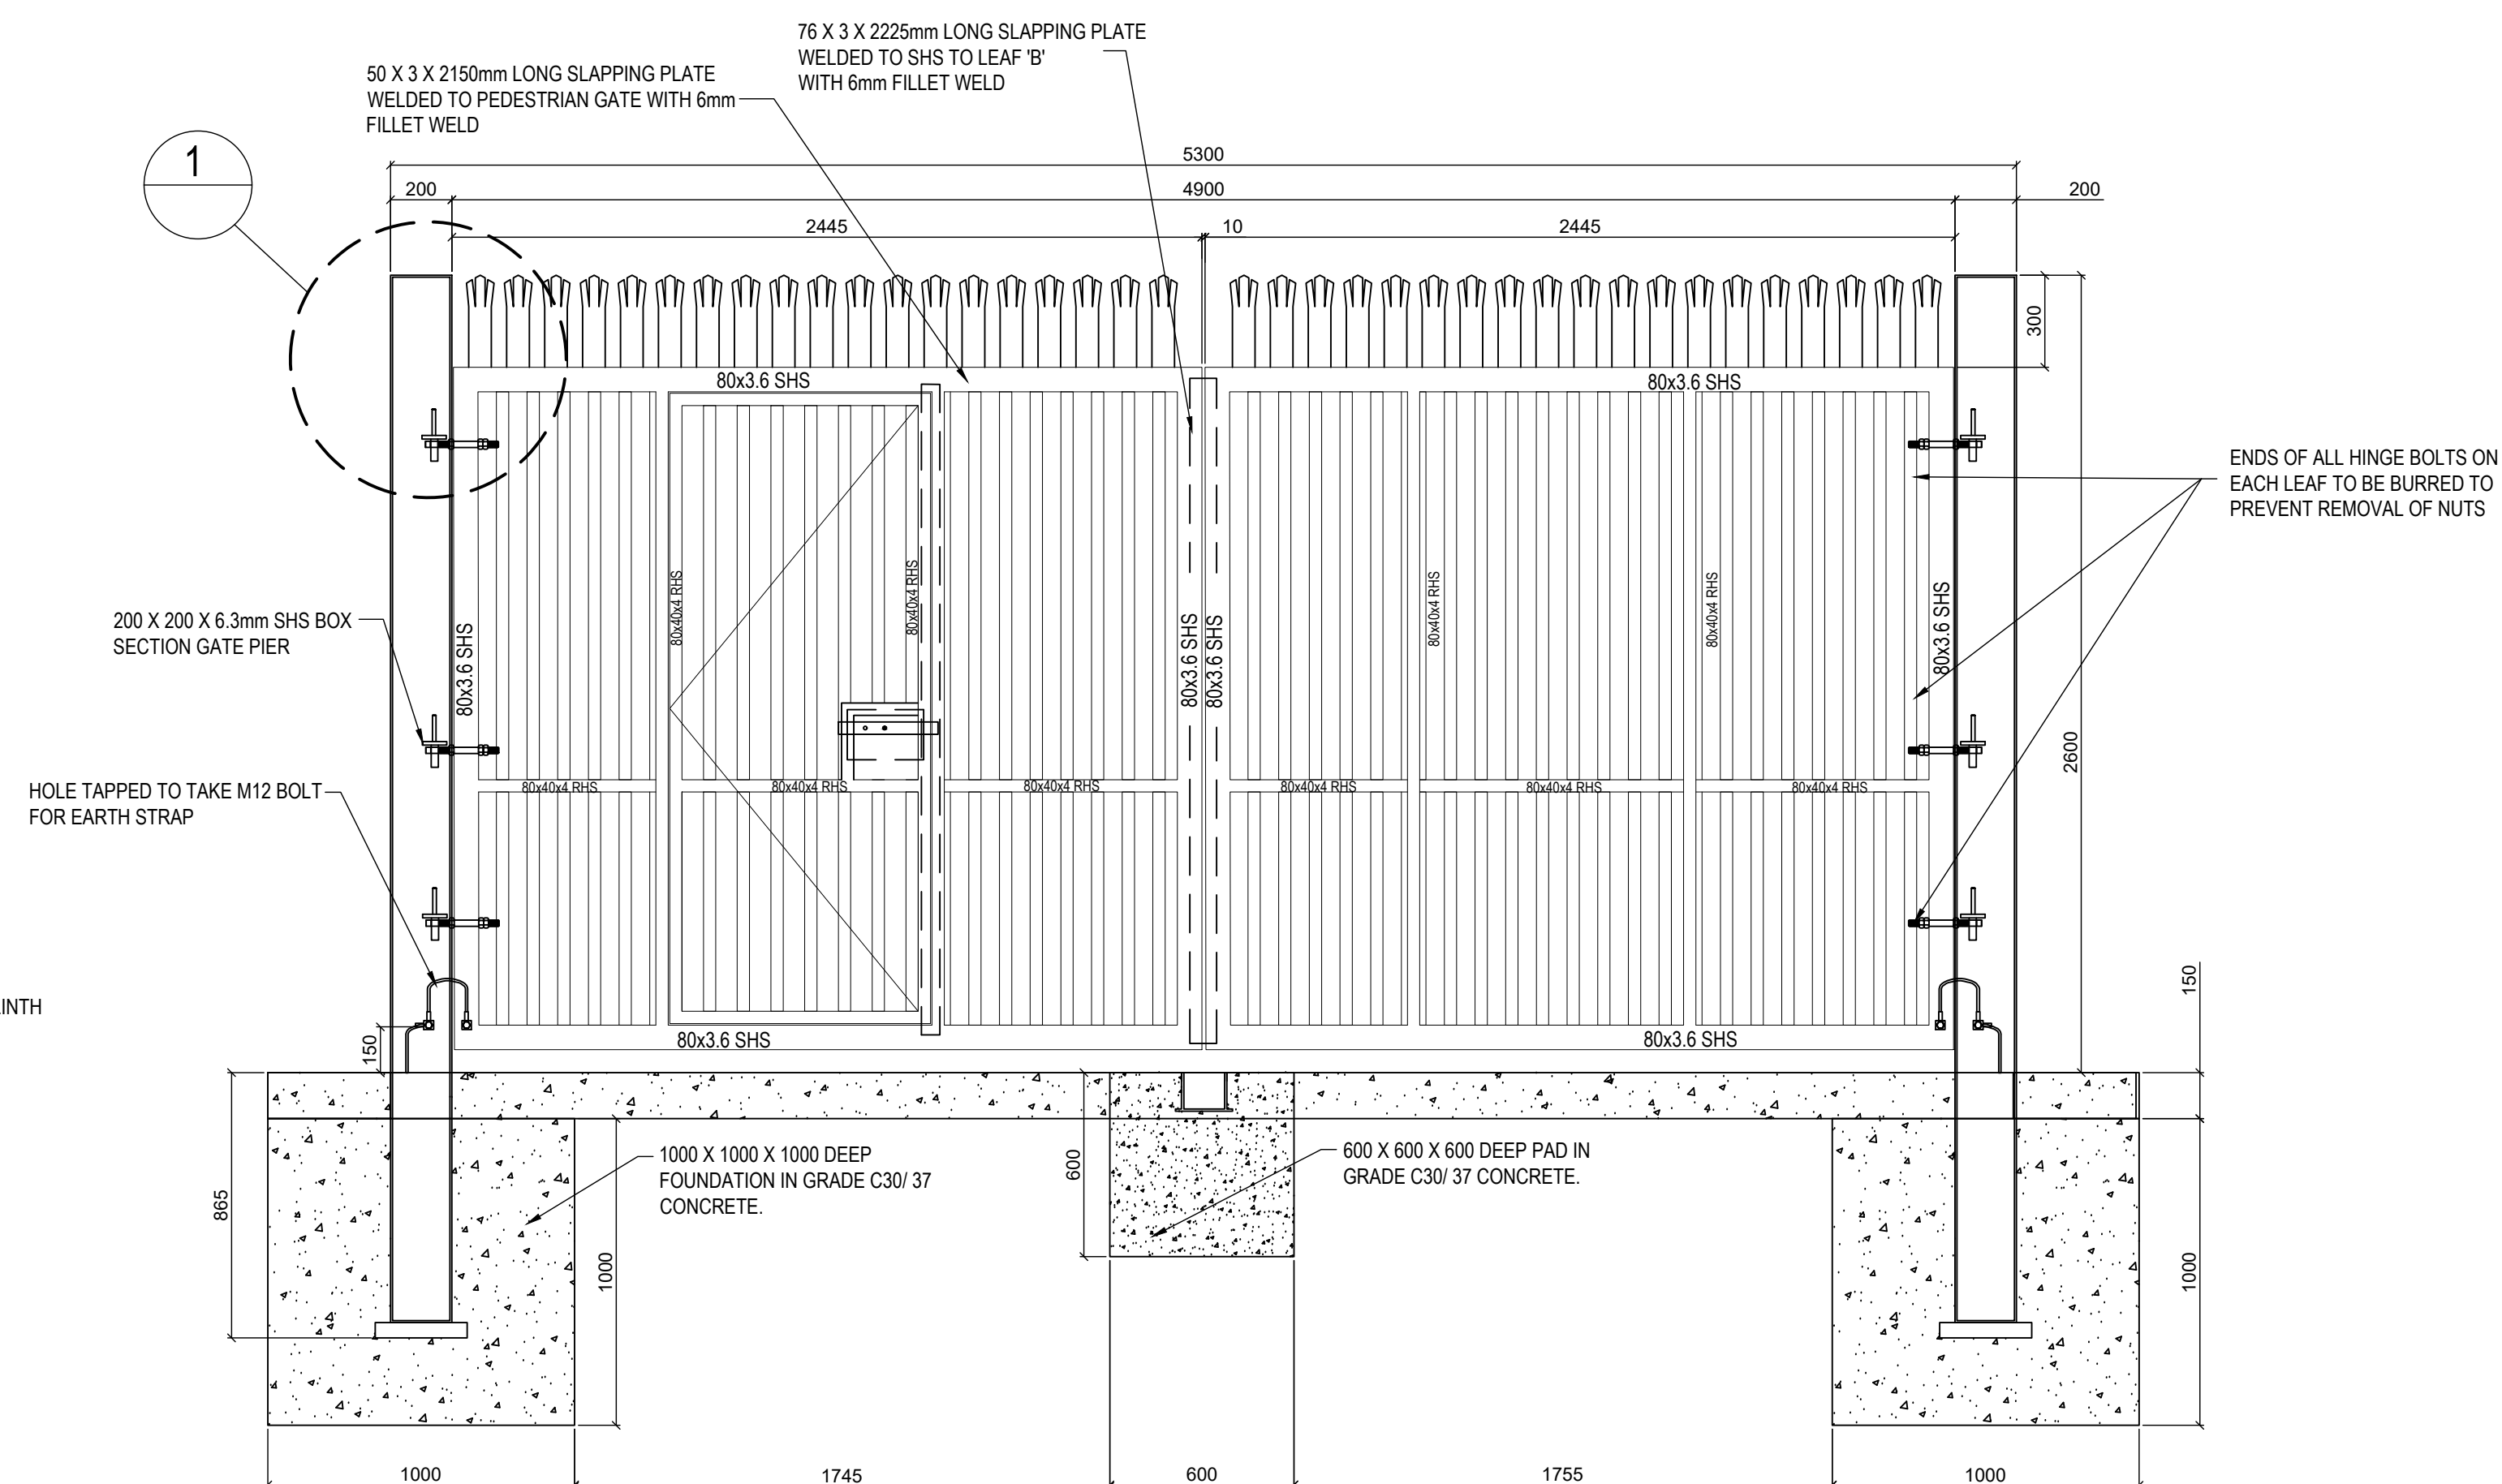 76 X 3 X 2225mm LONG SLAPPING PLATE
WELDED TO SHS TO LEAF 'B'
WITH 6mm FILLET WELD
50 X 3 X 2150mm LONG SLAPPING PLATE
WELDED TO PEDESTRIAN GATE WITH 6mm
FILLET WELD
1
5300
200
4900
200
2445
10
2445
300
80x3.6 SHS
80x3.6 SHS
ENDS OF ALL HINGE BOLTS ON
EACH LEAF TO BE BURRED TO
PREVENT REMOVAL OF NUTS
200 X 200 X 6.3mm SHS BOX
SECTION GATE PIER
80x3.6 SHS
80x40x4 RHS
80x40x4 RHS
80x3.6 SHS
80x3.6 SHS
80x40x4 RHS
80x40x4 RHS
80x3.6 SHS
2600
HOLE TAPPED TO TAKE M12 BOLT
FOR EARTH STRAP
80x40x4 RHS
80x40x4 RHS
80x40x4 RHS
80x40x4 RHS
80x40x4 RHS
80x40x4 RHS
INTH
150
150
80x3.6 SHS
80x3.6 SHS
865
1000 X 1000 X 1000 DEEP
FOUNDATION IN GRADE C30/ 37
CONCRETE.
600
600 X 600 X 600 DEEP PAD IN
GRADE C30/ 37 CONCRETE.
1000
1000
1000
1745
600
1755
1000